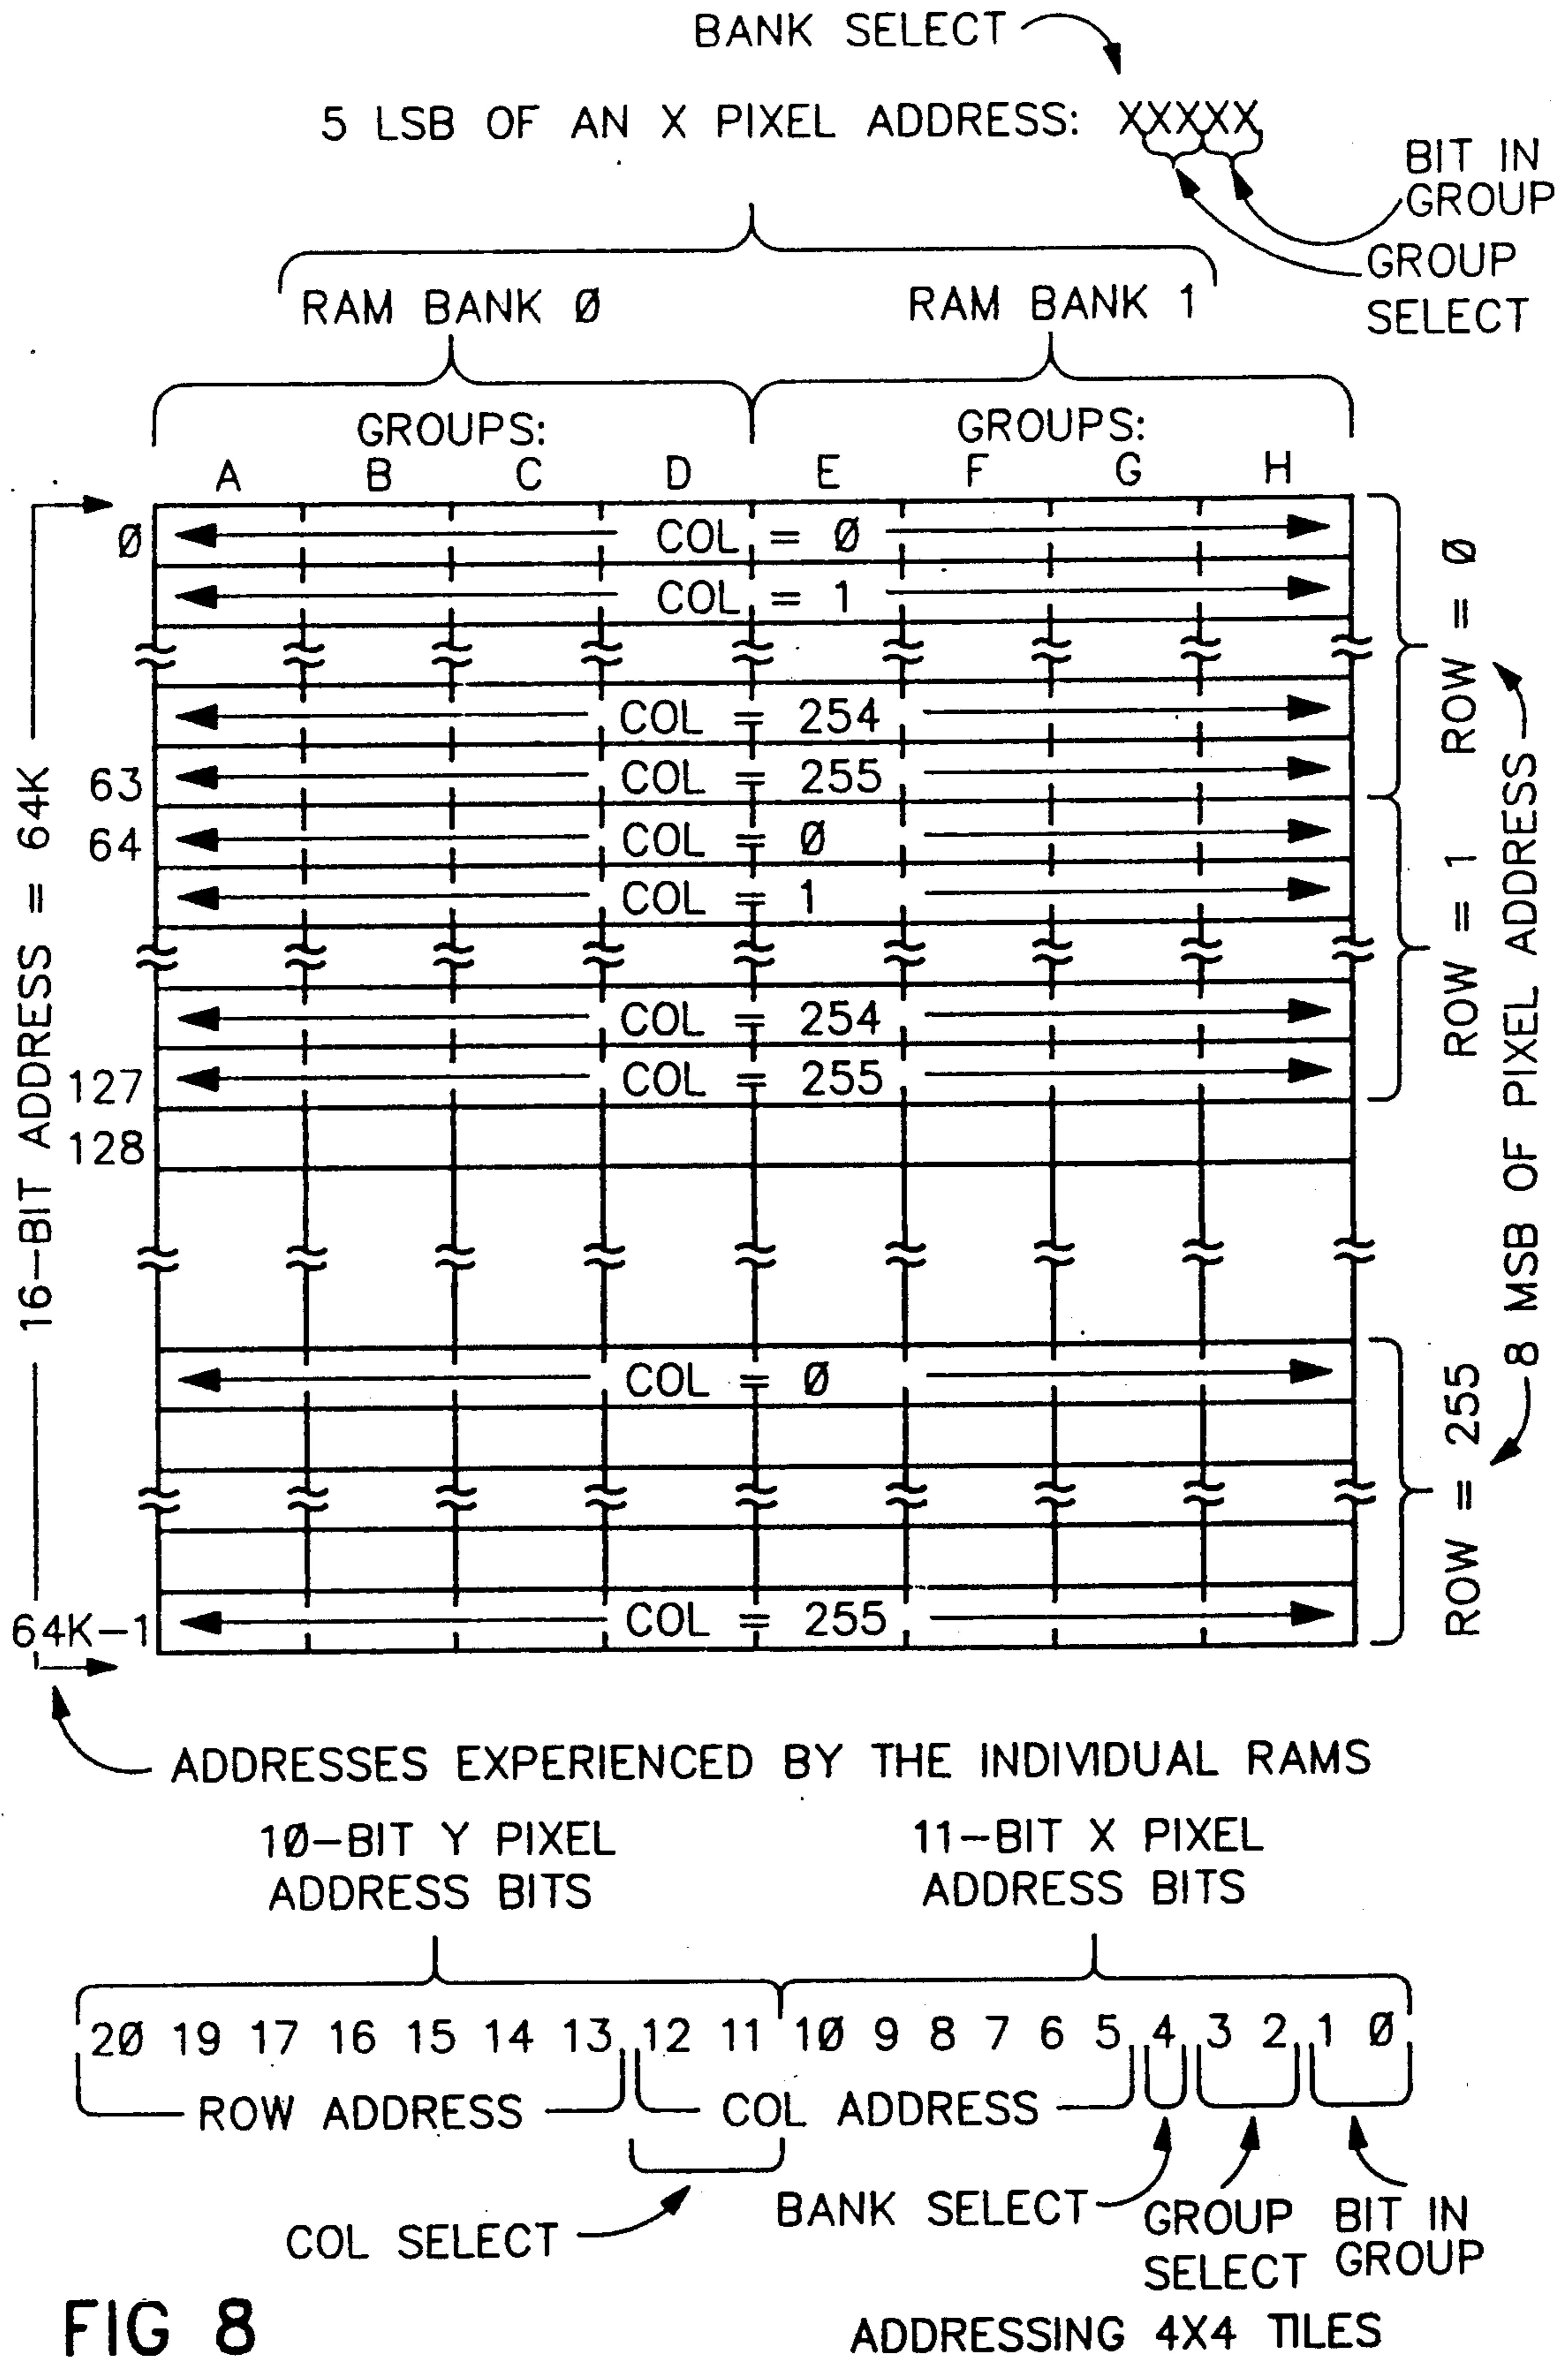 BANK SELECT
5 LSB OF AN X PIXEL ADDRESS: XXXXX
BIT IN
GROUP
GROUP
SELECT
RAM BANK Ø
RAM BANK 1
GROUPS:
GROUPS:
A B C D E F G H
Ø
COL = Ø
COL = 1
COL = 254
63
COL = 255
64
COL = Ø
COL = 1
COL = 254
127
COL = 255
128
COL = Ø
64K-1
COL = 255
16-BIT ADDRESS = 64K
ROW = Ø
ROW = 1
ROW = 255
8 MSB OF PIXEL ADDRESS
ADDRESSES EXPERIENCED BY THE INDIVIDUAL RAMS
1Ø-BIT Y PIXEL
ADDRESS BITS
11-BIT X PIXEL
ADDRESS BITS
2Ø 19 17 16 15 14 13 12 11 1Ø 9 8 7 6 5 4 3 2 1 Ø
ROW ADDRESS
COL ADDRESS
COL SELECT
BANK SELECT
GROUP
SELECT
BIT IN
GROUP
FIG 8
ADDRESSING 4X4 TILES